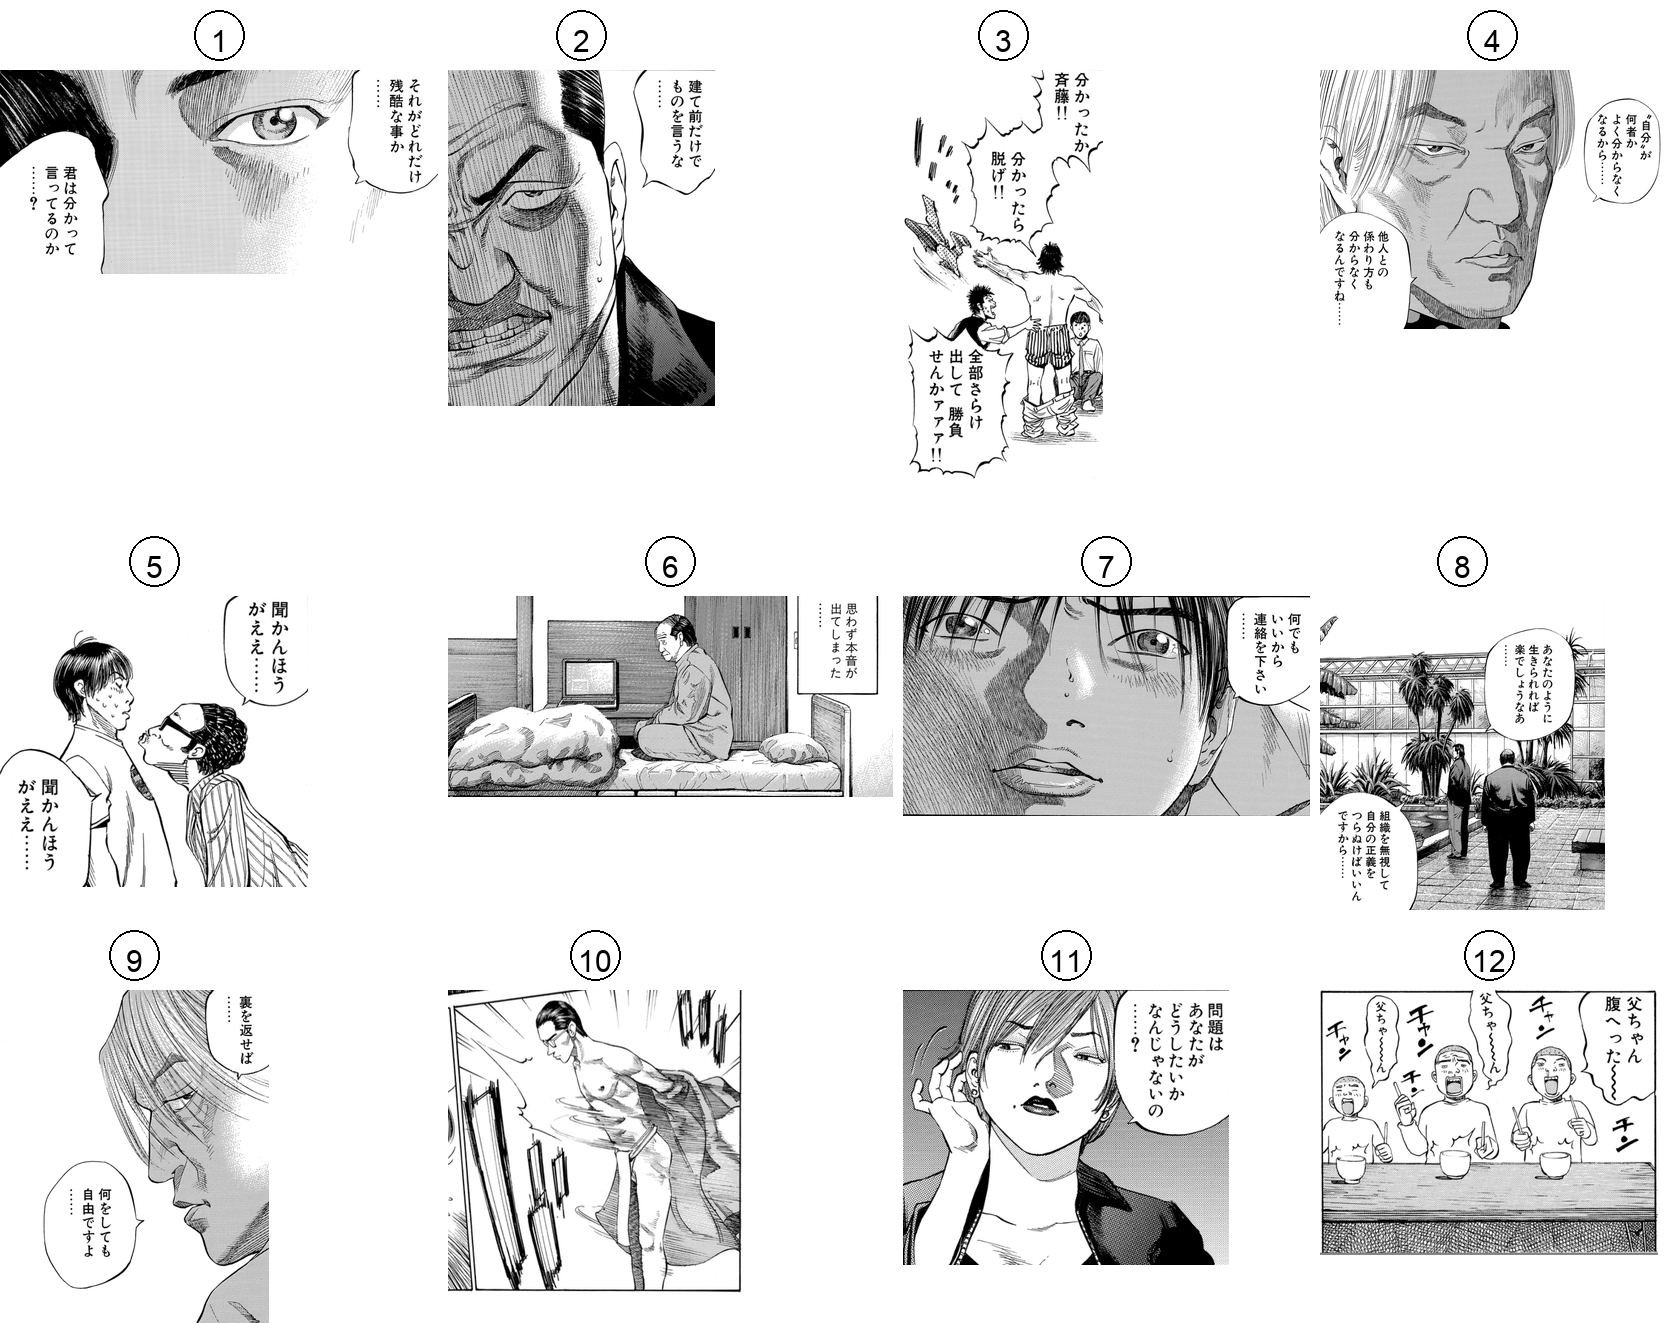 1
それがどれだけ
残酷な事か
……
君は分かって
言ってるのか
……?
2
建て前だけで
ものを言うな
……
3
分かったか
斉藤!!
分かったら
脱げ!!
全部さらけ
出して 勝負
せんかァァァ!!
4
"自分"が
何者か
よく分からなく
なるから……
他人との
係わり方も
分からなく
なるんですね……
5
聞かんほう
がええ……
聞かんほう
がええ……
6
思わず本音が
出てしまった
……
7
何でも
いいから
連絡を下さい
……
8
あなたのように
生きられれば
楽でしょうなあ
……
組織を無視して
自分の正義を
つらぬけばいいん
ですから……
9
裏を返せば
……
何をしても
自由ですよ
……
10
11
問題は
あなたが
どうしたいか
なんじゃないの
……?
12
父ちゃん
腹へった〜〜
チャン
父ちゃ〜〜〜ん
チャン
チン
父ちゃ〜〜〜ん
チャン
チン